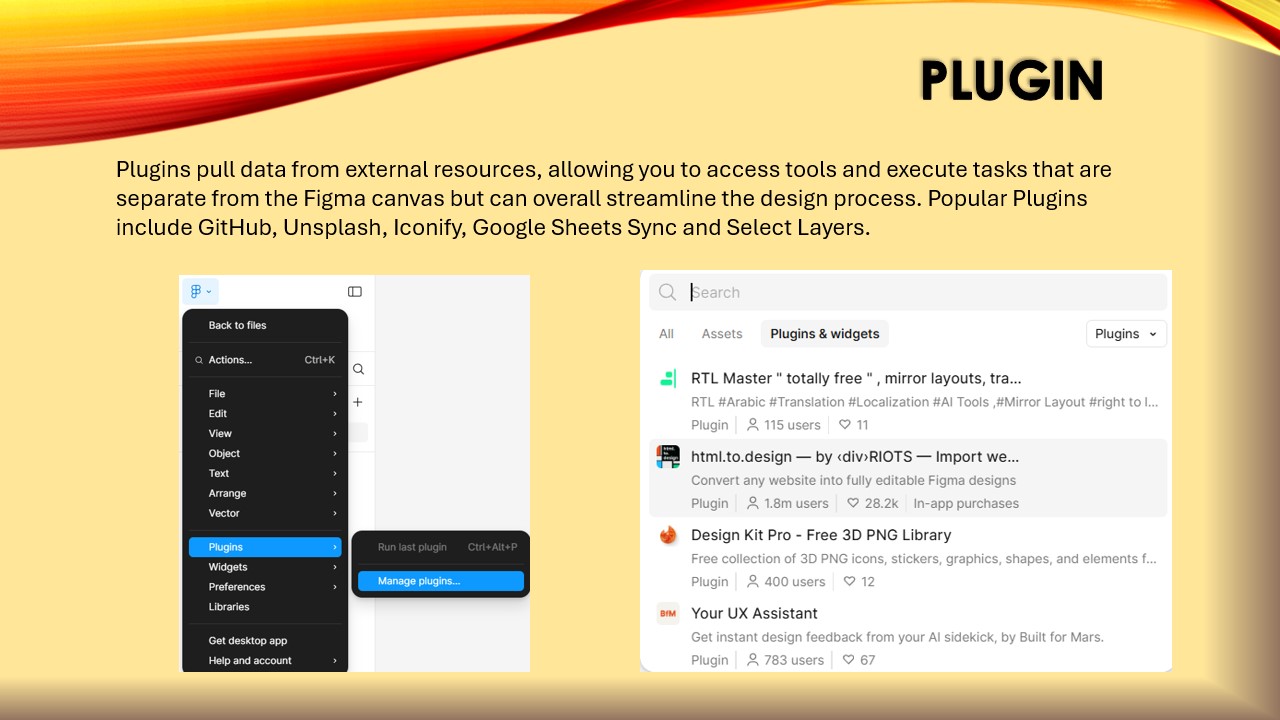 PLUGIN
Plugins pull data from external resources, allowing you to access tools and execute tasks that are
separate from the Figma canvas but can overall streamline the design process. Popular Plugins
include GitHub, Unsplash, Iconify, Google Sheets Sync and Select Layers.
Back to files
Actions... Ctrl+K
File
Edit
View
Object
Text
Arrange
Vector
Plugins
Widgets
Preferences
Libraries
Get desktop app
Help and account
Run last plugin Ctrl+Alt+P
Manage plugins...
Search
All Assets Plugins & widgets Plugins
RTL Master " totally free " , mirror layouts, tra...
RTL #Arabic #Translation #Localization #AI Tools ,#Mirror Layout #right to l...
Plugin 115 users 11
html.to.design — by ‹div›RIOTS — Import we...
Convert any website into fully editable Figma designs
Plugin 1.8m users 28.2k In-app purchases
Design Kit Pro - Free 3D PNG Library
Free collection of 3D PNG icons, stickers, graphics, shapes, and elements f...
Plugin 400 users 12
BfM Your UX Assistant
Get instant design feedback from your AI sidekick, by Built for Mars.
Plugin 783 users 67